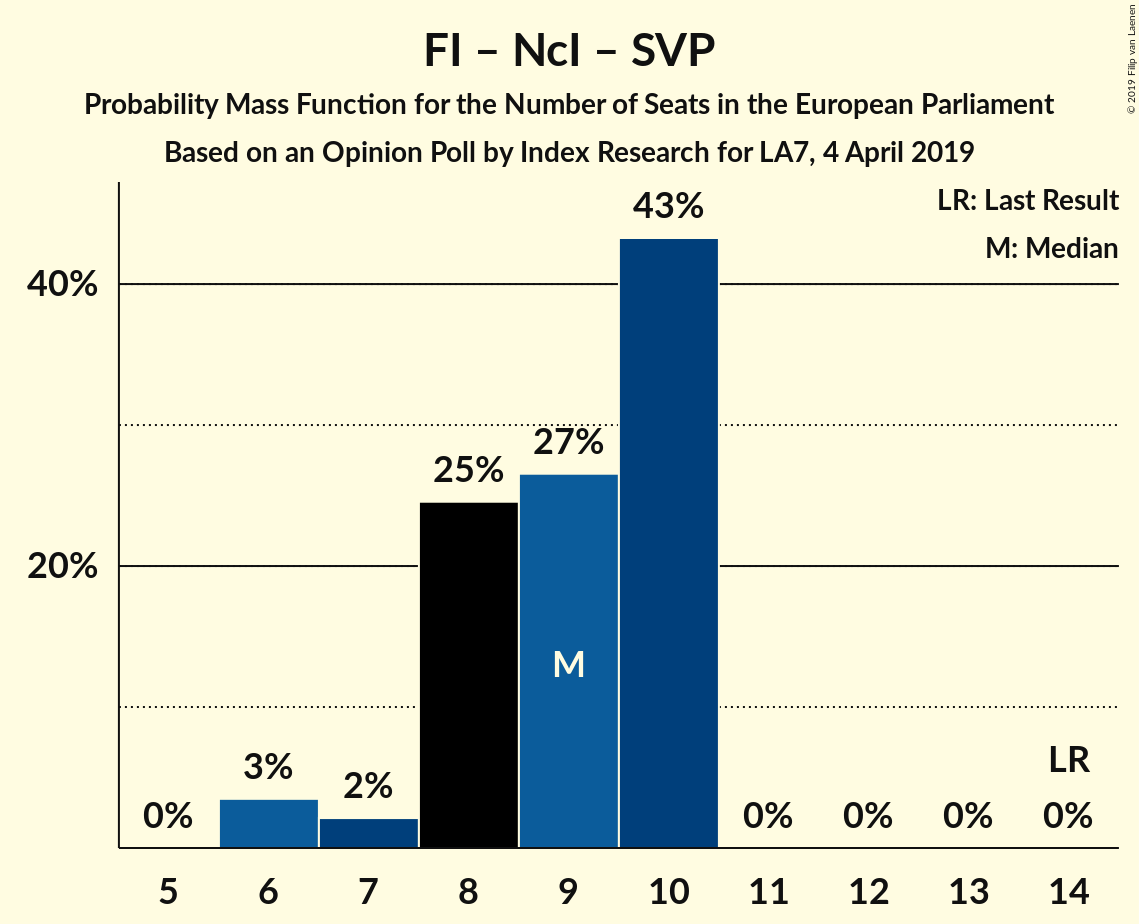 FI – NcI – SVP
Probability Mass Function for the Number of Seats in the European Parliament
Based on an Opinion Poll by Index Research for LA7, 4 April 2019
© 2019 Filip van Laenen
LR: Last Result
M: Median
43%
40%
27%
25%
20%
M
3%
2%
LR
0%
0%
0%
0%
0%
5 6 7 8 9 10 11 12 13 14